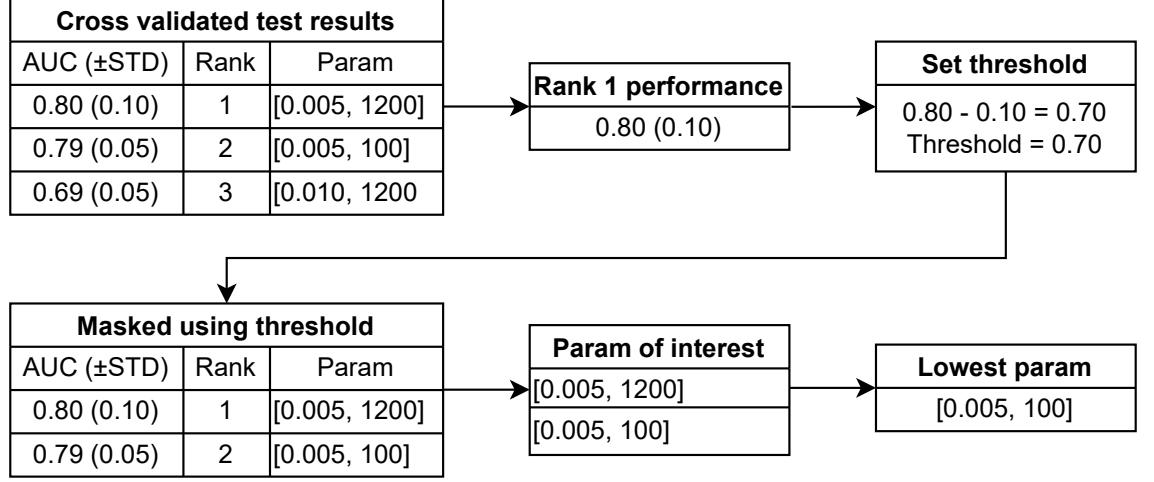 Cross validated test results
AUC (±STD) Rank Param
0.80 (0.10) 1 [0.005, 1200]
0.79 (0.05) 2 [0.005, 100]
0.69 (0.05) 3 [0.010, 1200
Rank 1 performance
0.80 (0.10)
Set threshold
0.80 - 0.10 = 0.70
Threshold = 0.70
Masked using threshold
AUC (±STD) Rank Param
0.80 (0.10) 1 [0.005, 1200]
0.79 (0.05) 2 [0.005, 100]
Param of interest
[0.005, 1200]
[0.005, 100]
Lowest param
[0.005, 100]